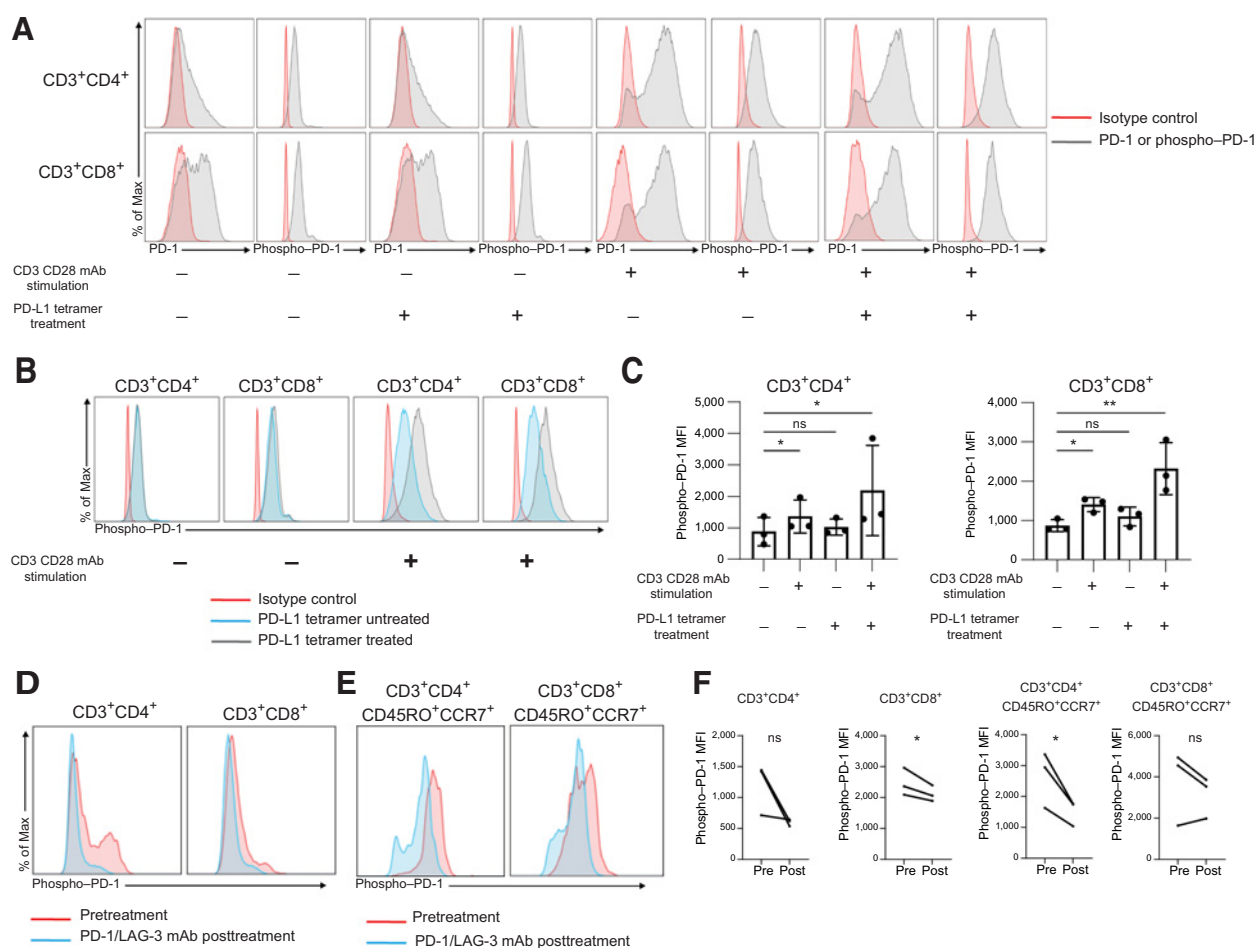 A
CD3+CD4+
CD3+CD8+
% of Max
Isotype control
PD-1 or phospho–PD-1
PD-1 Phospho–PD-1 PD-1 Phospho–PD-1 PD-1 Phospho–PD-1 PD-1 Phospho–PD-1
CD3 CD28 mAb
stimulation
– – – – + + + +
PD-L1 tetramer
treatment
– – + + – – + +
B
CD3+CD4+ CD3+CD8+ CD3+CD4+ CD3+CD8+
% of Max
Phospho–PD-1
CD3 CD28 mAb
stimulation
– – + +
Isotype control
PD-L1 tetramer untreated
PD-L1 tetramer treated
C
CD3+CD4+
Phospho–PD-1 MFI
5,000
4,000
3,000
2,000
1,000
0
*
ns
*
CD3 CD28 mAb
stimulation
– + – +
PD-L1 tetramer
treatment
– – + +
CD3+CD8+
Phospho–PD-1 MFI
4,000
3,000
2,000
1,000
0
**
ns
*
CD3 CD28 mAb
stimulation
– + – +
PD-L1 tetramer
treatment
– – + +
D
CD3+CD4+ CD3+CD8+
% of Max
Phospho–PD-1
Pretreatment
PD-1/LAG-3 mAb posttreatment
E
CD3+CD4+
CD45RO+CCR7+
CD3+CD8+
CD45RO+CCR7+
Phospho–PD-1
Pretreatment
PD-1/LAG-3 mAb posttreatment
F
CD3+CD4+
Phospho–PD-1 MFI
2,000
1,500
1,000
500
0
ns
Pre Post
CD3+CD8+
Phospho–PD-1 MFI
4,000
3,000
2,000
1,000
0
*
Pre Post
CD3+CD4+
CD45RO+CCR7+
Phospho–PD-1 MFI
4,000
3,000
2,000
1,000
0
*
Pre Post
CD3+CD8+
CD45RO+CCR7+
Phospho–PD-1 MFI
6,000
4,000
2,000
0
ns
Pre Post